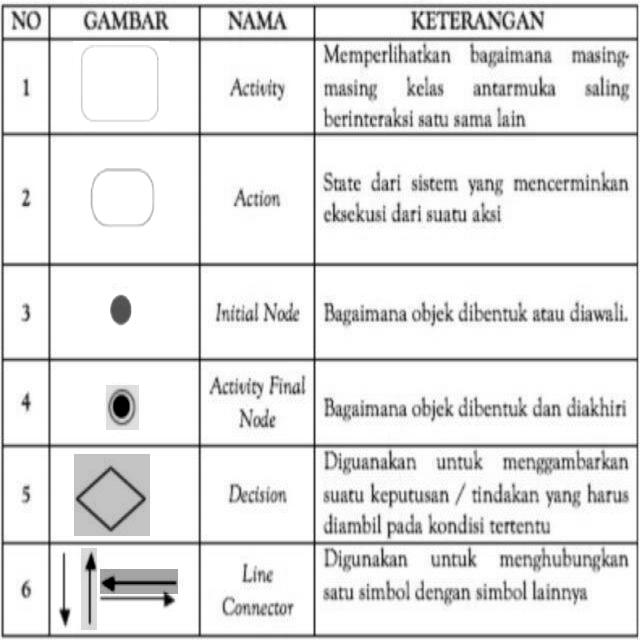 NO GAMBAR NAMA KETERANGAN
1 Activity Memperlihatkan bagaimana masing-
masing kelas antarmuka saling
berinteraksi satu sama lain
2 Action State dari sistem yang mencerminkan
eksekusi dari suatu aksi
3 Initial Node Bagaimana objek dibentuk atau diawali.
4 Activity Final
Node Bagaimana objek dibentuk dan diakhiri
5 Decision Diguanakan untuk menggambarkan
suatu keputusan / tindakan yang harus
diambil pada kondisi tertentu
6 Line
Connector Digunakan untuk menghubungkan
satu simbol dengan simbol lainnya